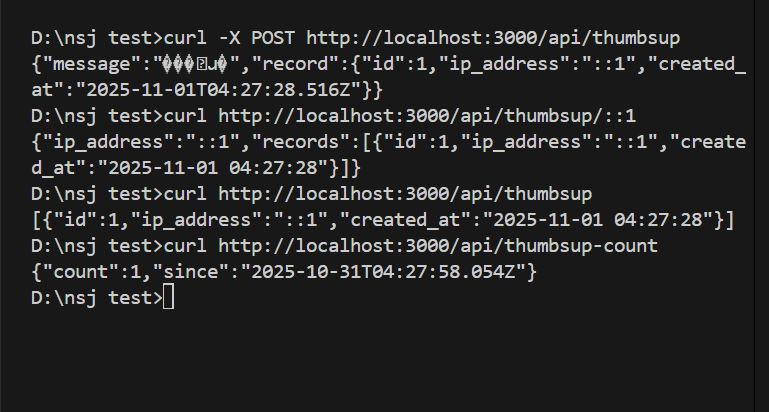 D:\nsj test>curl -X POST http://localhost:3000/api/thumbsup
{"message":"����u�","record":{"id":1,"ip_address":"::1","created_
at":"2025-11-01T04:27:28.516Z"}}
D:\nsj test>curl http://localhost:3000/api/thumbsup/::1
{"ip_address":"::1","records":[{"id":1,"ip_address":"::1","create
d_at":"2025-11-01 04:27:28"}]}
D:\nsj test>curl http://localhost:3000/api/thumbsup
[{"id":1,"ip_address":"::1","created_at":"2025-11-01 04:27:28"}]
D:\nsj test>curl http://localhost:3000/api/thumbsup-count
{"count":1,"since":"2025-10-31T04:27:58.054Z"}
D:\nsj test>